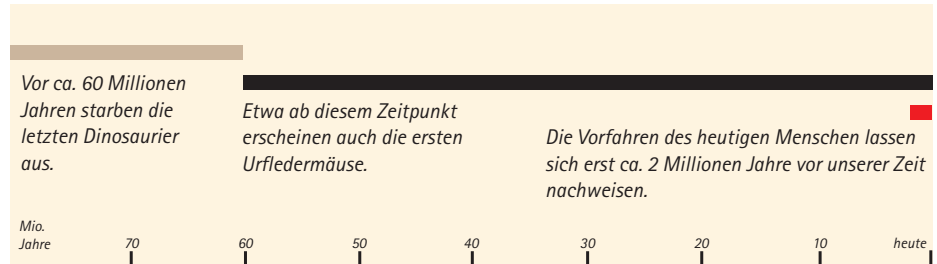 Vor ca. 60 Millionen
Jahren starben die
letzten Dinosaurier
aus.
Etwa ab diesem Zeitpunkt
erscheinen auch die ersten
Urfledermäuse.
Die Vorfahren des heutigen Menschen lassen
sich erst ca. 2 Millionen Jahre vor unserer Zeit
nachweisen.
Mio.
Jahre 70 60 50 40 30 20 10 heute